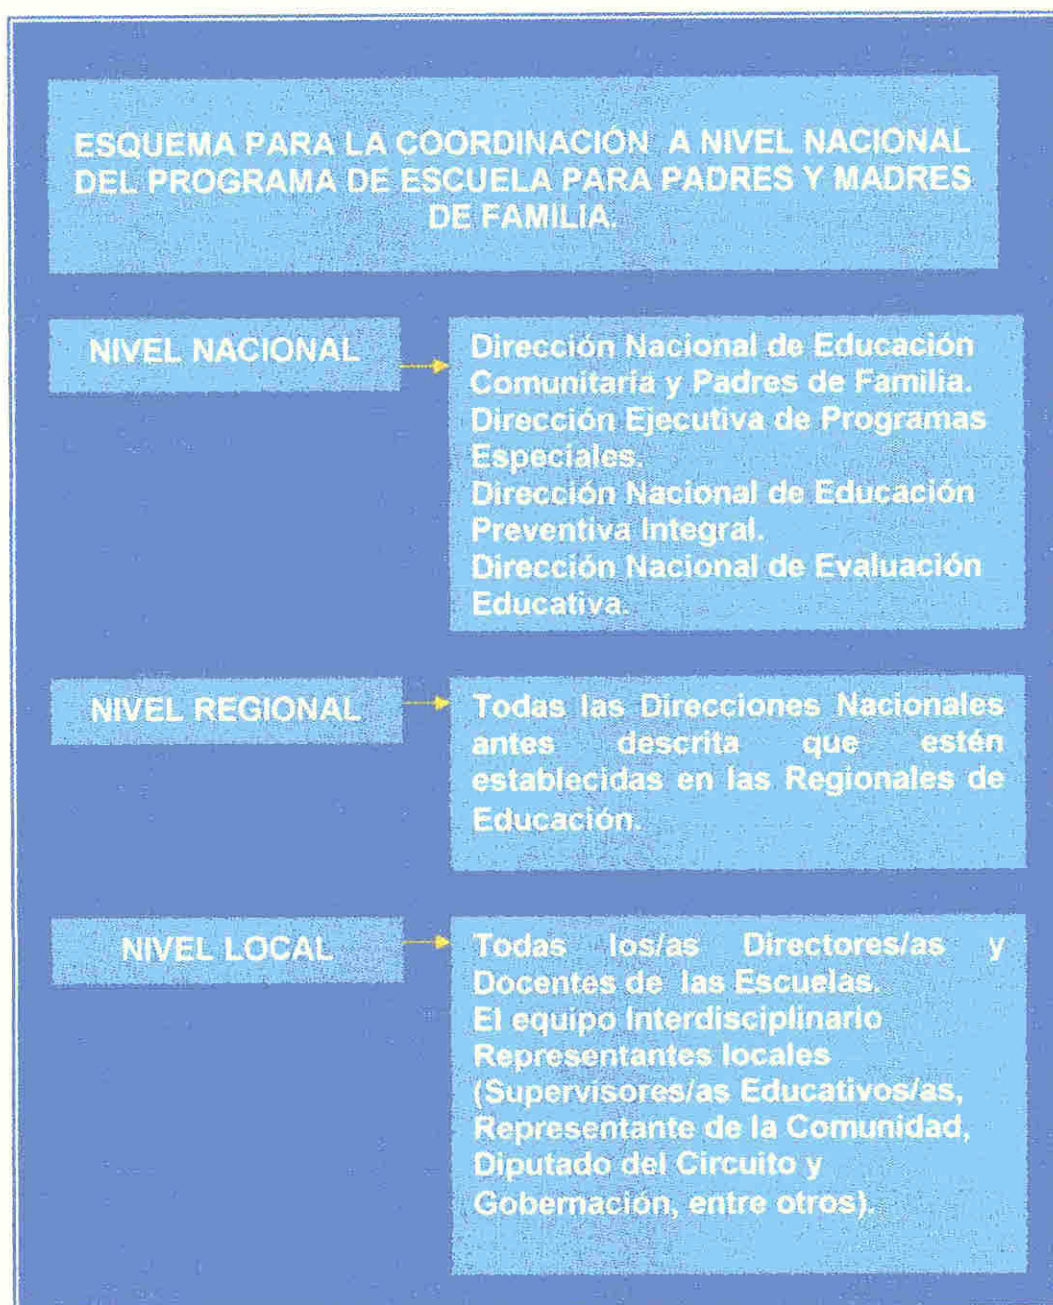 ESQUEMA PARA LA COORDINACIÓN A NIVEL NACIONAL
DEL PROGRAMA DE ESCUELA PARA PADRES Y MADRES
DE FAMILIA.
NIVEL NACIONAL
Dirección Nacional de Educación
Comunitaria y Padres de Familia.
Dirección Ejecutiva de Programas
Especiales.
Dirección Nacional de Educación
Preventiva Integral.
Dirección Nacional de Evaluación
Educativa.
NIVEL REGIONAL
Todas las Direcciones Nacionales
antes descrita que estén
establecidas en las Regionales de
Educación.
NIVEL LOCAL
Todas los/as Directores/as y
Docentes de las Escuelas.
El equipo Interdisciplinario
Representantes locales
(Supervisores/as Educativos/as,
Representante de la Comunidad,
Diputado del Circuito y
Gobernación, entre otros).